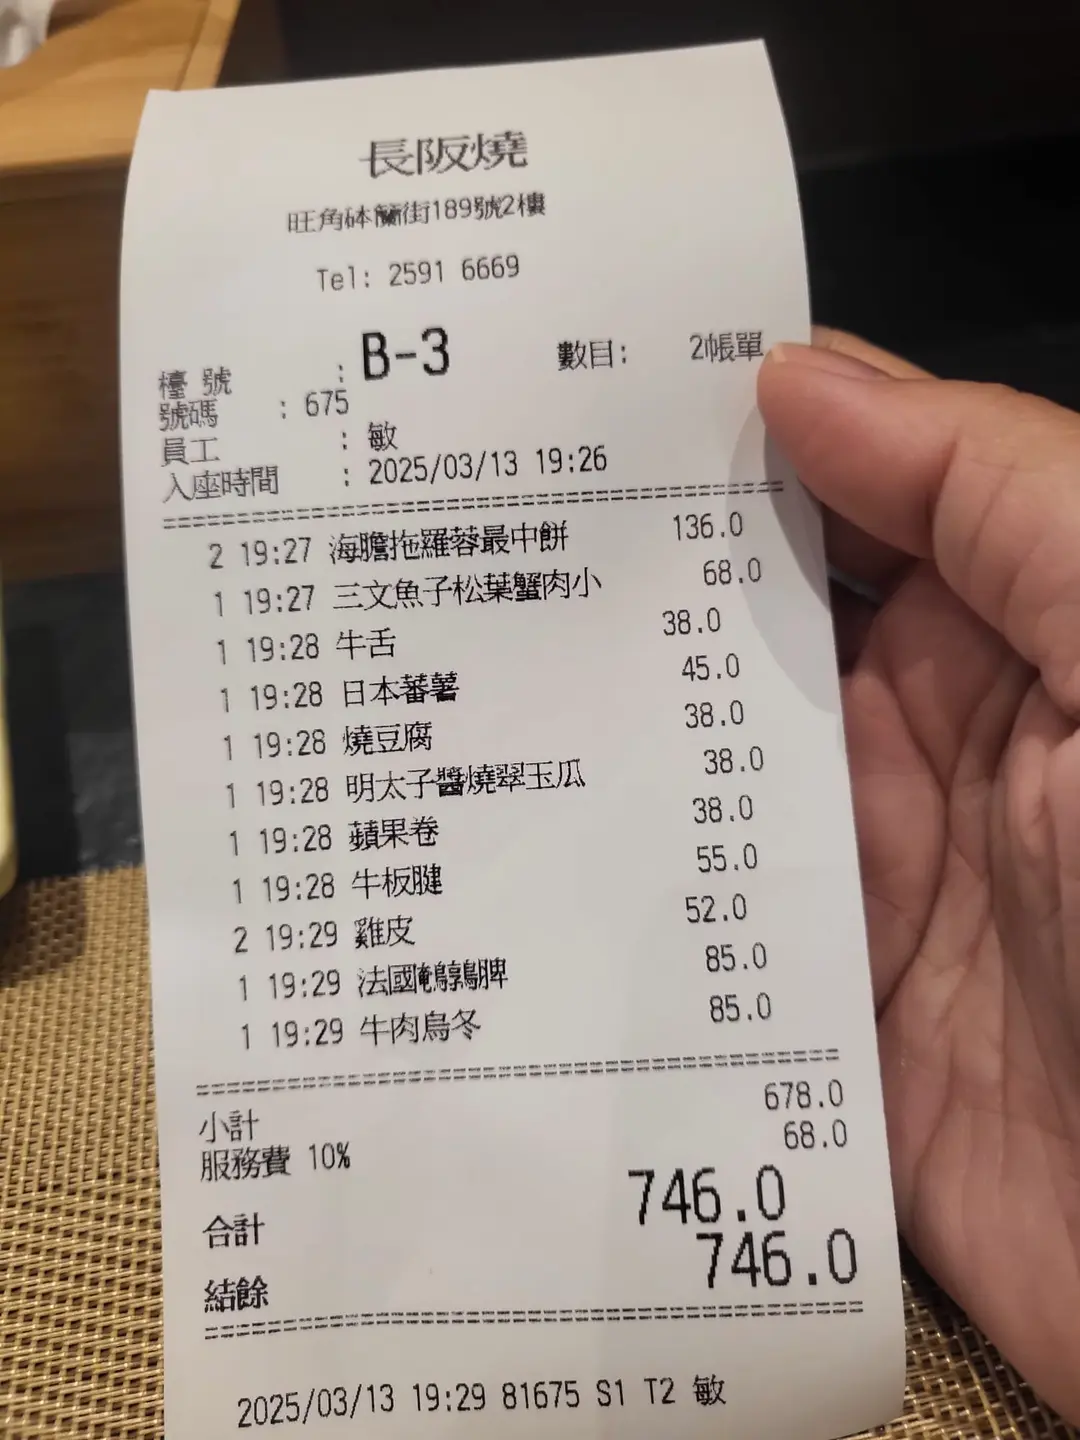 長阪燒
旺角砵蘭街189號2樓
Tel: 2591 6669
檯 號 : B-3 數目: 2帳單
號碼 : 675
員工 : 敏
入座時間 : 2025/03/13 19:26
2 19:27 海膽拖羅蓉最中餅 136.0
1 19:27 三文魚子松葉蟹肉小 68.0
1 19:28 牛舌 38.0
1 19:28 日本蕃薯 45.0
1 19:28 燒豆腐 38.0
1 19:28 明太子醬燒翠玉瓜 38.0
1 19:28 蘋果卷 38.0
1 19:28 牛板腱 55.0
2 19:29 雞皮 52.0
1 19:29 法國鵪鶉脾 85.0
1 19:29 牛肉烏冬 85.0
小計 678.0
服務費 10% 68.0
合計 746.0
結餘 746.0
2025/03/13 19:29 81675 S1 T2 敏